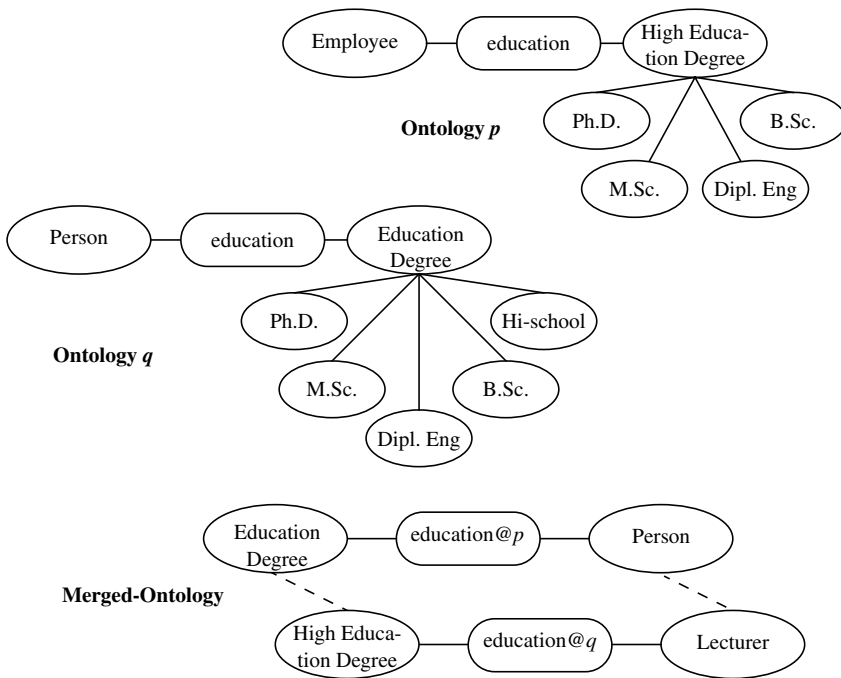 Employee
education
High Educa-
tion Degree
Ph.D.
B.Sc.
Ontology p
M.Sc.
Dipl. Eng
Person
education
Education
Degree
Ph.D.
Hi-school
Ontology q
M.Sc.
B.Sc.
Dipl. Eng
Education
Degree
education@p
Person
Merged-Ontology
High Educa-
tion Degree
education@q
Lecturer